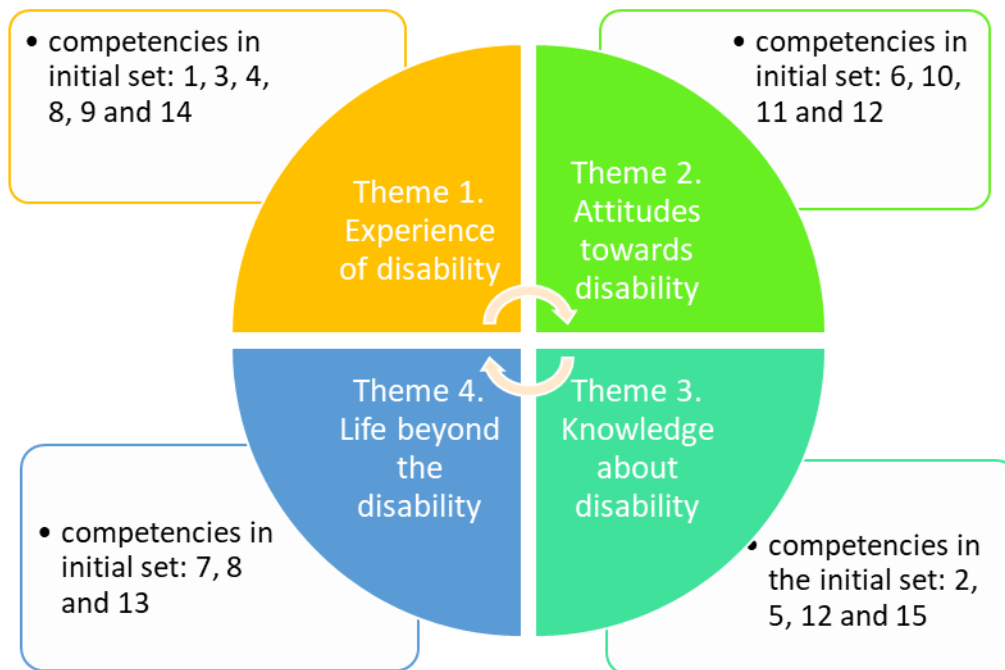 • competencies in
initial set: 1, 3, 4,
8, 9 and 14
• competencies in
initial set: 6, 10,
11 and 12
Theme 1.
Experience
of disability
Theme 2.
Attitudes
towards
disability
Theme 4.
Life beyond
the
disability
Theme 3.
Knowledge
about
disability
• competencies in
initial set: 7, 8
and 13
• competencies in
the initial set: 2,
5, 12 and 15